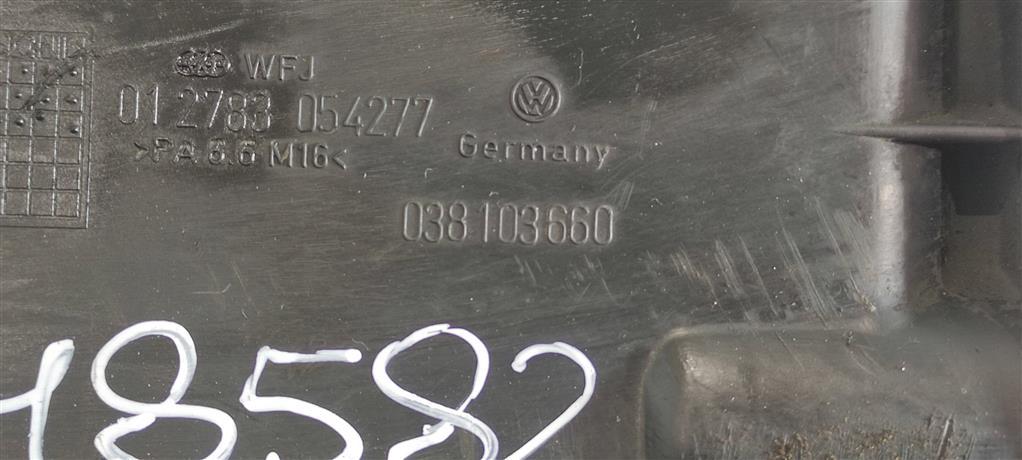 WFJ
01 2783 054277
>PA 6.6 M16<
Germany
038 103 660
18582